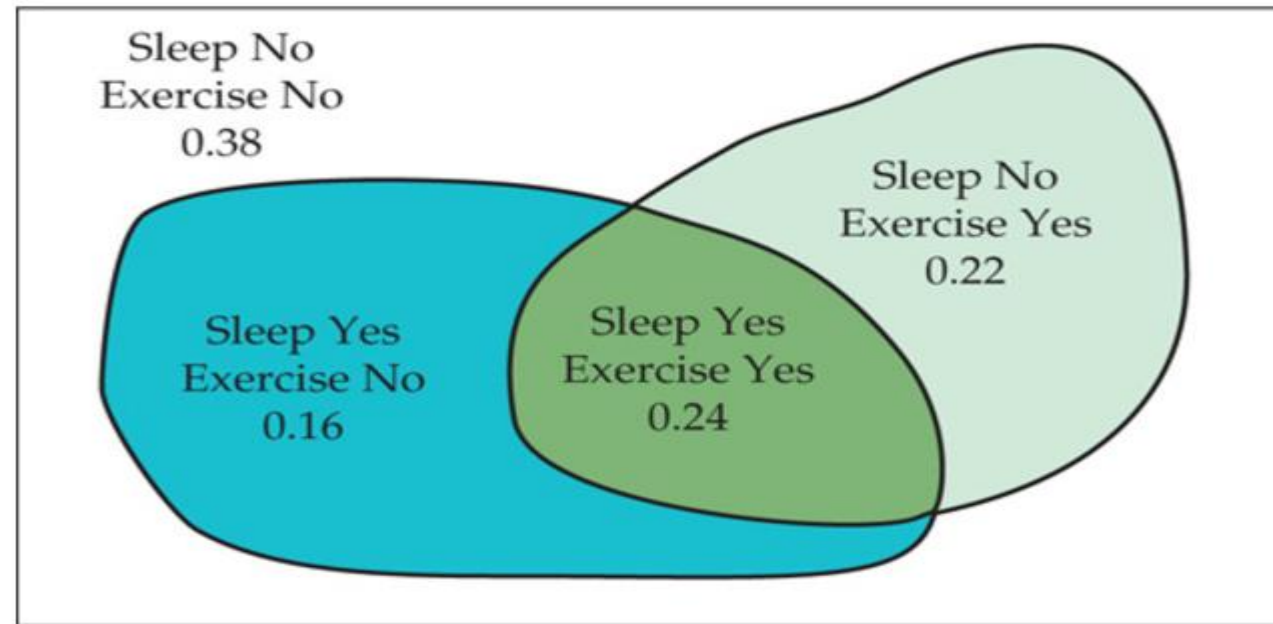 Sleep No
Exercise No
0.38
Sleep No
Exercise Yes
0.22
Sleep Yes
Exercise No
0.16
Sleep Yes
Exercise Yes
0.24